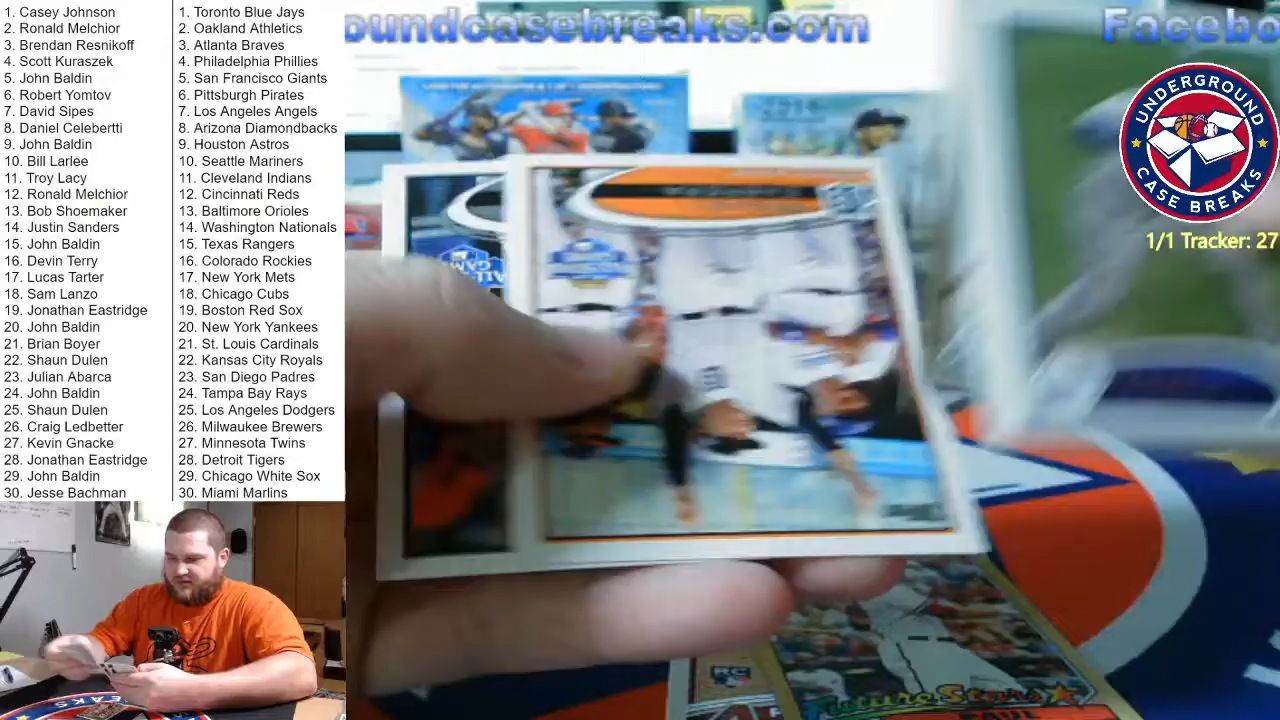 1. Casey Johnson
2. Ronald Melchior
3. Brendan Resnikoff
4. Scott Kuraszek
5. John Baldin
6. Robert Yomtov
7. David Sipes
8. Daniel Celebertti
9. John Baldin
10. Bill Larlee
11. Troy Lacy
12. Ronald Melchior
13. Bob Shoemaker
14. Justin Sanders
15. John Baldin
16. Devin Terry
17. Lucas Tarter
18. Sam Lanzo
19. Jonathan Eastridge
20. John Baldin
21. Brian Boyer
22. Shaun Dulen
23. Julian Abarca
24. John Baldin
25. Shaun Dulen
26. Craig Ledbetter
27. Kevin Gnacke
28. Jonathan Eastridge
29. John Baldin
30. Jesse Bachman
1. Toronto Blue Jays
2. Oakland Athletics
3. Atlanta Braves
4. Philadelphia Phillies
5. San Francisco Giants
6. Pittsburgh Pirates
7. Los Angeles Angels
8. Arizona Diamondbacks
9. Houston Astros
10. Seattle Mariners
11. Cleveland Indians
12. Cincinnati Reds
13. Baltimore Orioles
14. Washington Nationals
15. Texas Rangers
16. Colorado Rockies
17. New York Mets
18. Chicago Cubs
19. Boston Red Sox
20. New York Yankees
21. St. Louis Cardinals
22. Kansas City Royals
23. San Diego Padres
24. Tampa Bay Rays
25. Los Angeles Dodgers
26. Milwaukee Brewers
27. Minnesota Twins
28. Detroit Tigers
29. Chicago White Sox
30. Miami Marlins
oundcasebreaks.com
Facebo
UNDERGROUND
CASE BREAKS
1/1 Tracker: 27
RC
Future Stars
PAUL